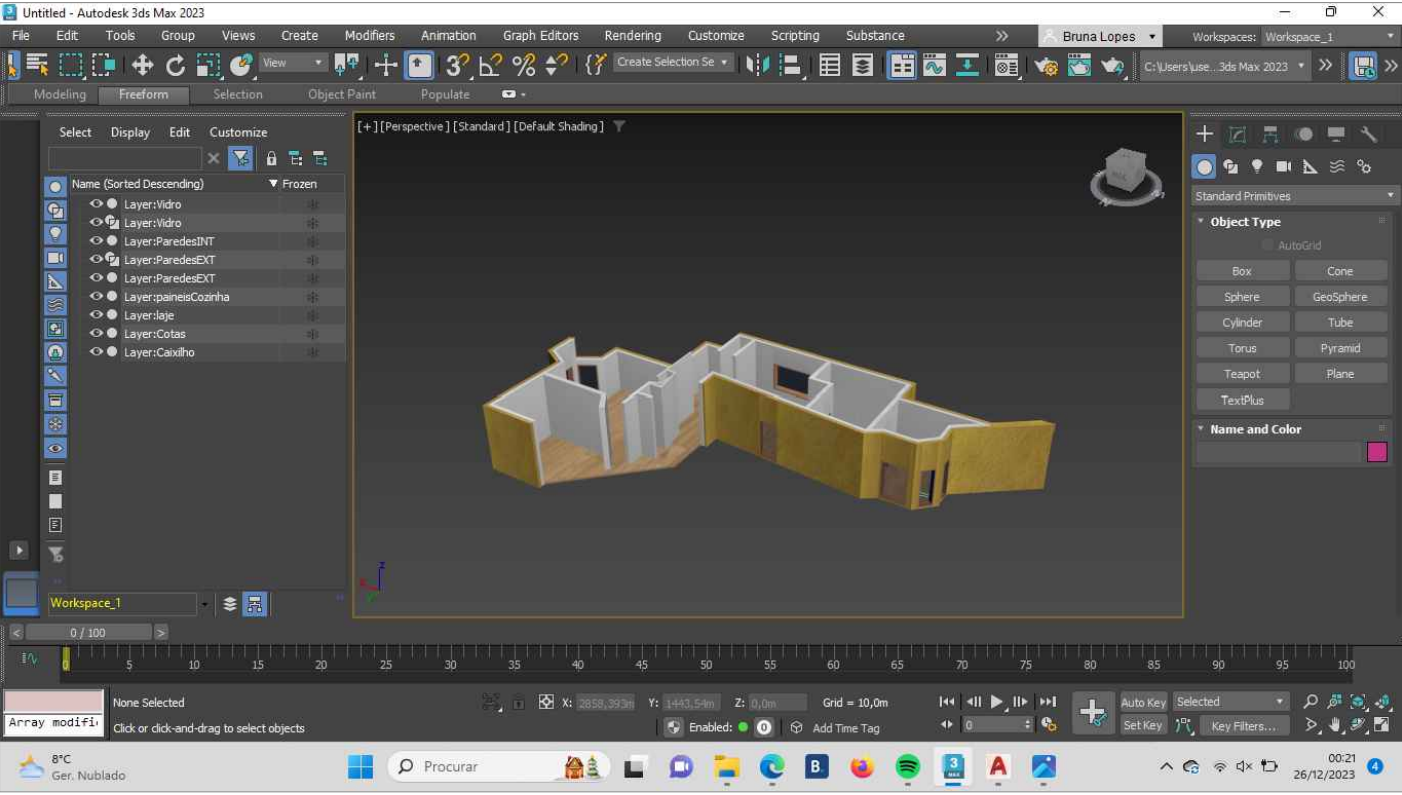 Untitled - Autodesk 3ds Max 2023
File Edit Tools Group Views Create Modifiers Animation Graph Editors Rendering Customize Scripting Substance Bruna Lopes Workspaces: Workspace_1
View Create Selection Se C:\Users\use...3ds Max 2023
Modeling Freeform Selection Object Paint Populate
Select Display Edit Customize
[+] [Perspective] [Standard] [Default Shading]
Name (Sorted Descending) Frozen
Layer:Vidro
Layer:Vidro
Layer:ParedesINT
Layer:ParedesEXT
Layer:ParedesEXT
Layer:paineisCozinha
Layer:laje
Layer:Cotas
Layer:Caixilho
Standard Primitives
Object Type
AutoGrid
Box Cone
Sphere GeoSphere
Cylinder Tube
Torus Pyramid
Teapot Plane
TextPlus
Name and Color
z
Workspace_1
0 / 100
0 5 10 15 20 25 30 35 40 45 50 55 60 65 70 75 80 85 90 95 100
None Selected X: 2858,393m Y: 1443,54m Z: 0,0m Grid = 10,0m Auto Key Selected
Array modifi Click or click-and-drag to select objects Enabled: 0 Add Time Tag 0 Set Key Key Filters...
8°C
Ger. Nublado
Procurar
B.
3
MAX
A
00:21
26/12/2023
4